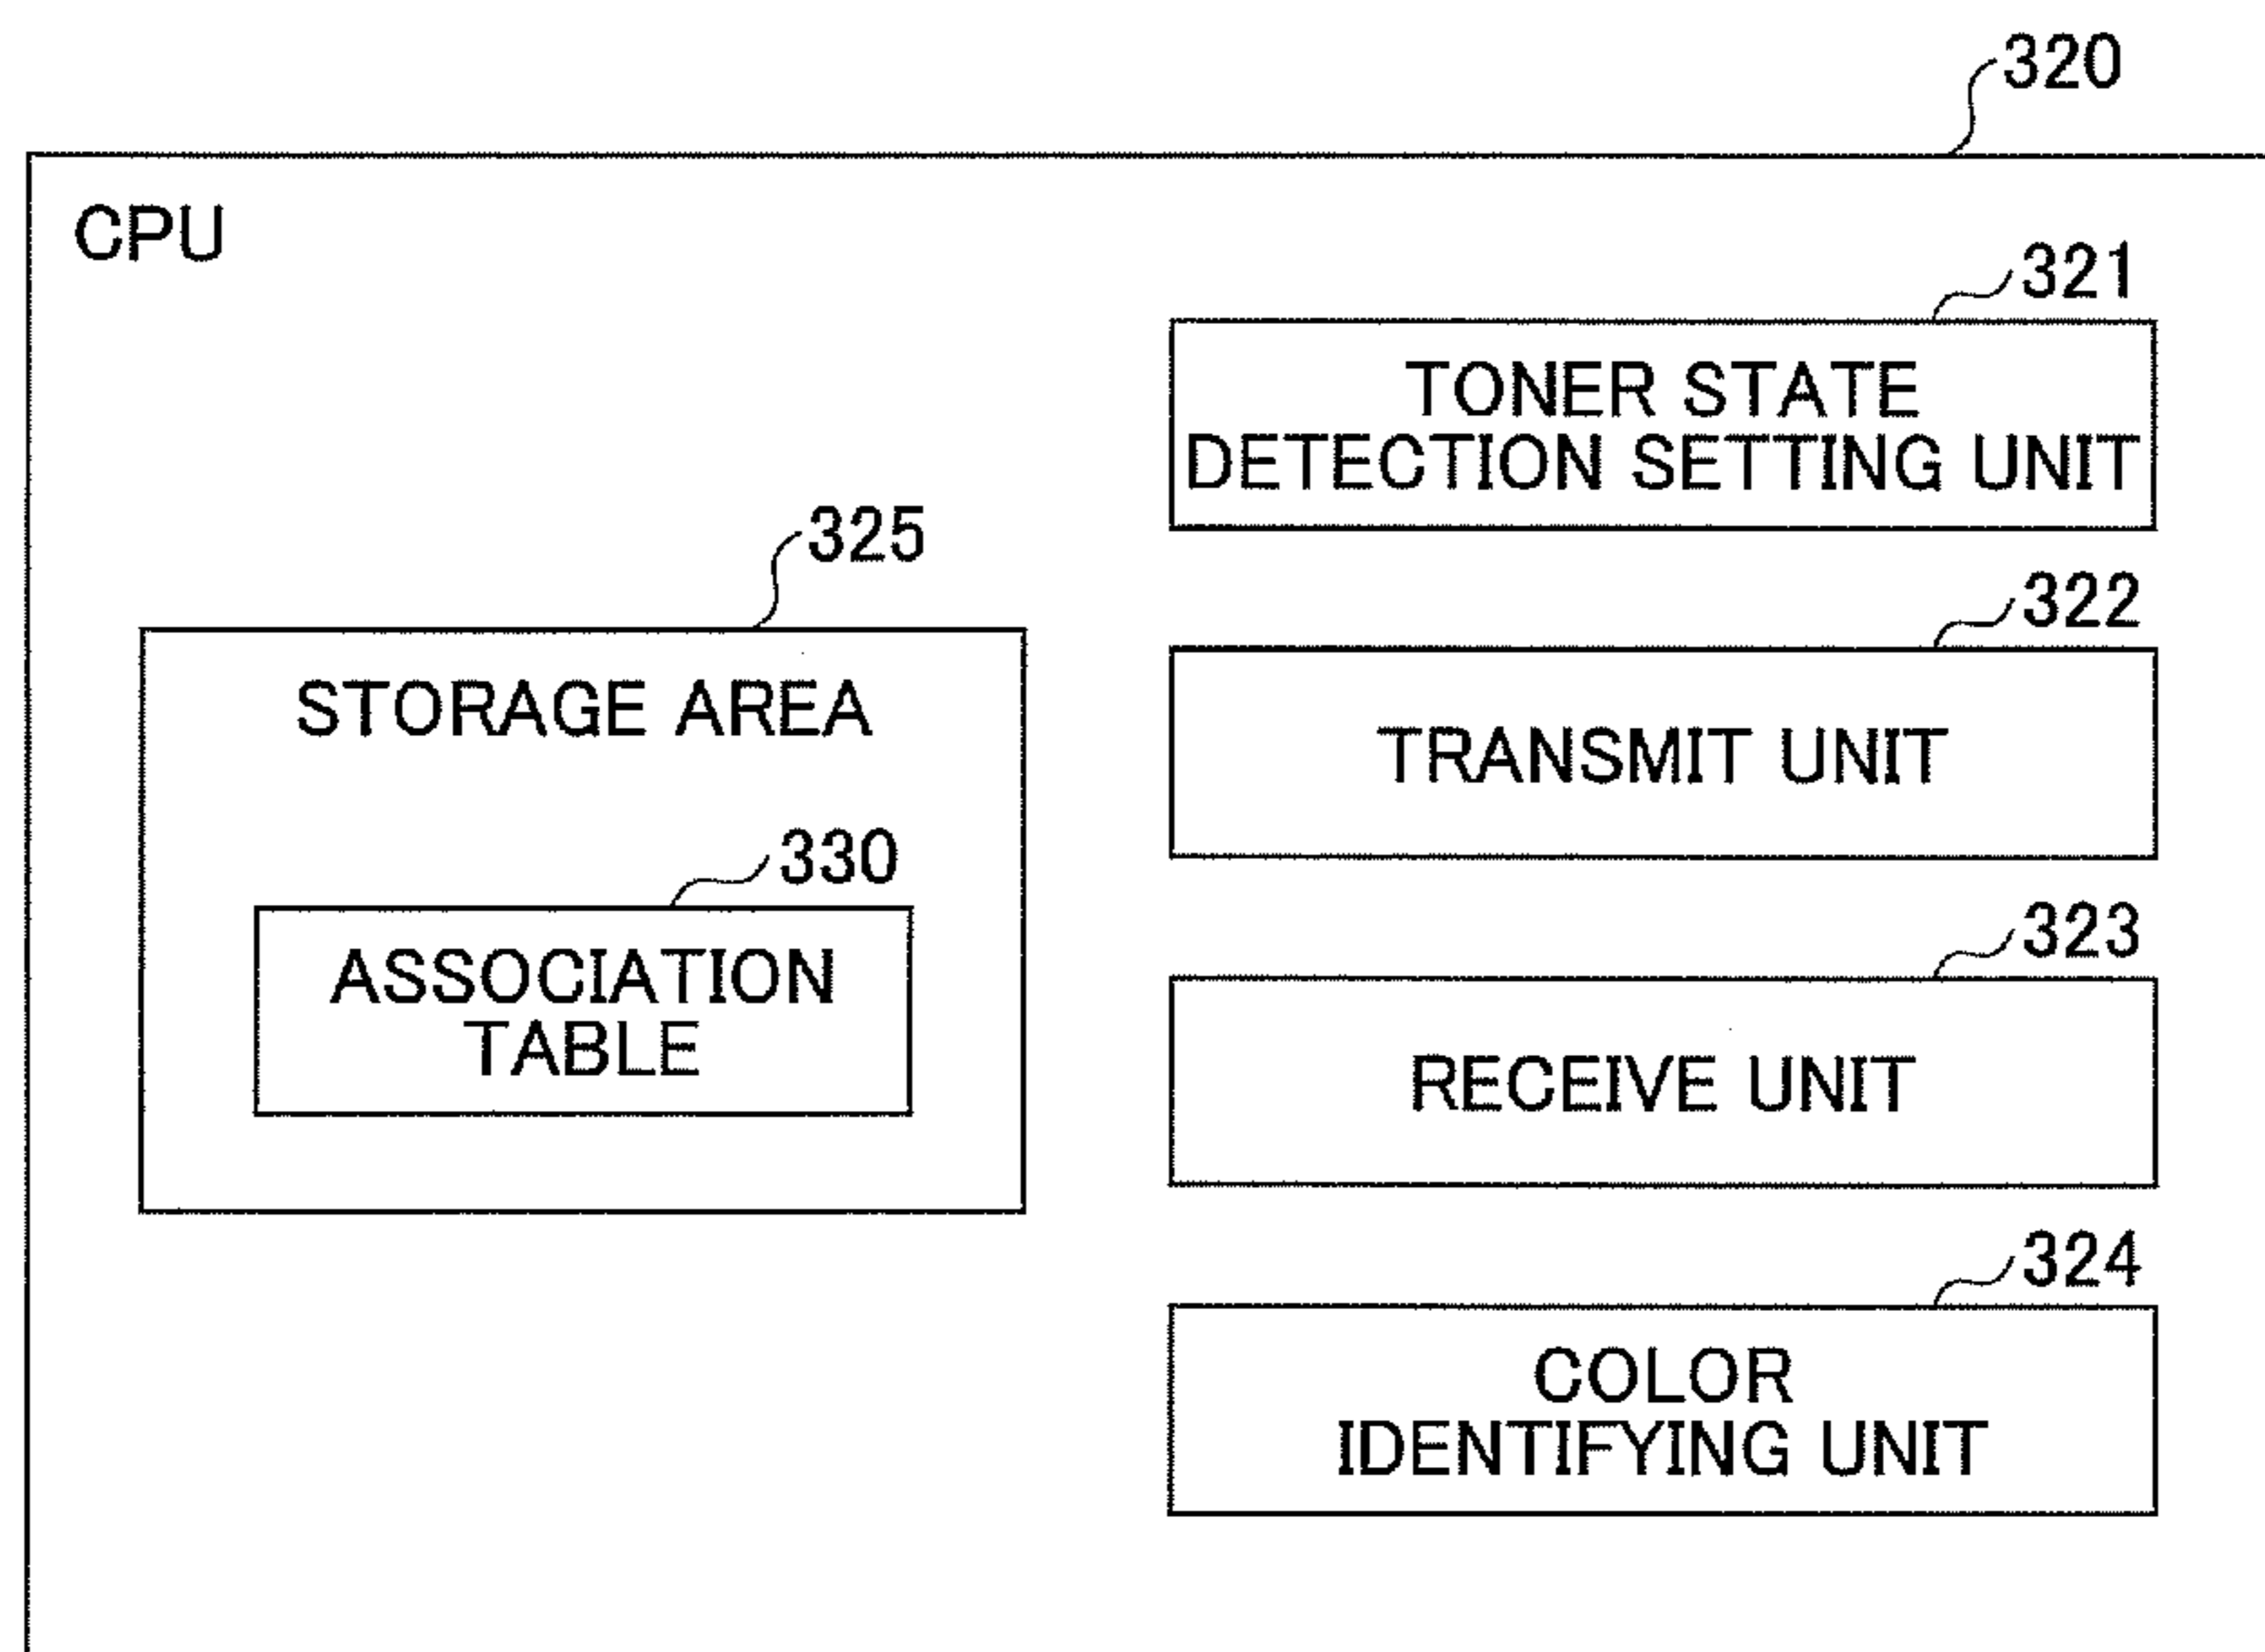 320
CPU
321
TONER STATE
DETECTION SETTING UNIT
325
STORAGE AREA
330
ASSOCIATION
TABLE
322
TRANSMIT UNIT
323
RECEIVE UNIT
324
COLOR
IDENTIFYING UNIT